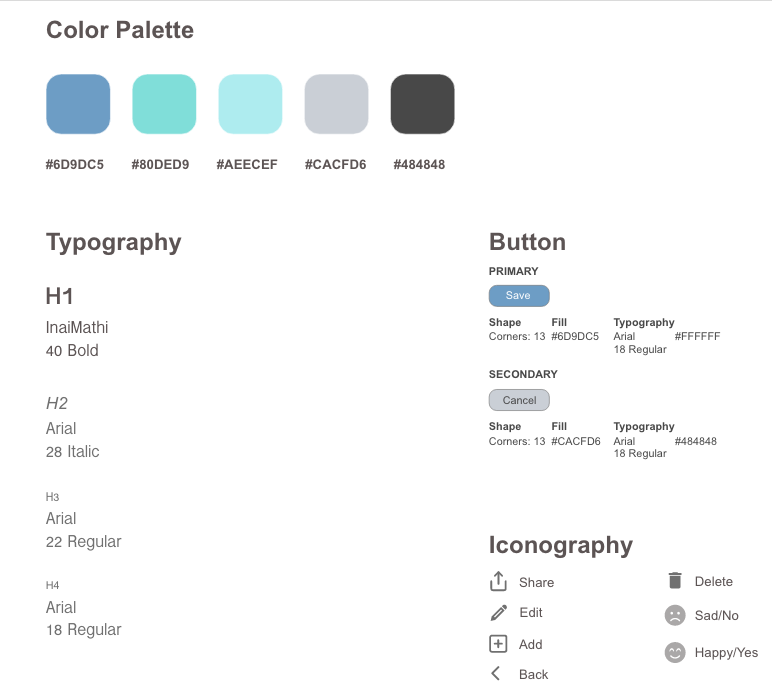 Color Palette
#6D9DC5 #80DED9 #AEECEF #CACFD6 #484848
Typography
H1
InaiMathi
40 Bold
H2
Arial
28 Italic
H3
Arial
22 Regular
H4
Arial
18 Regular
Button
PRIMARY
Save
Shape Fill Typography
Corners: 13 #6D9DC5 Arial #FFFFFF
18 Regular
SECONDARY
Cancel
Shape Fill Typography
Corners: 13 #CACFD6 Arial #484848
18 Regular
Iconography
Share
Edit
Add
Back
Delete
Sad/No
Happy/Yes